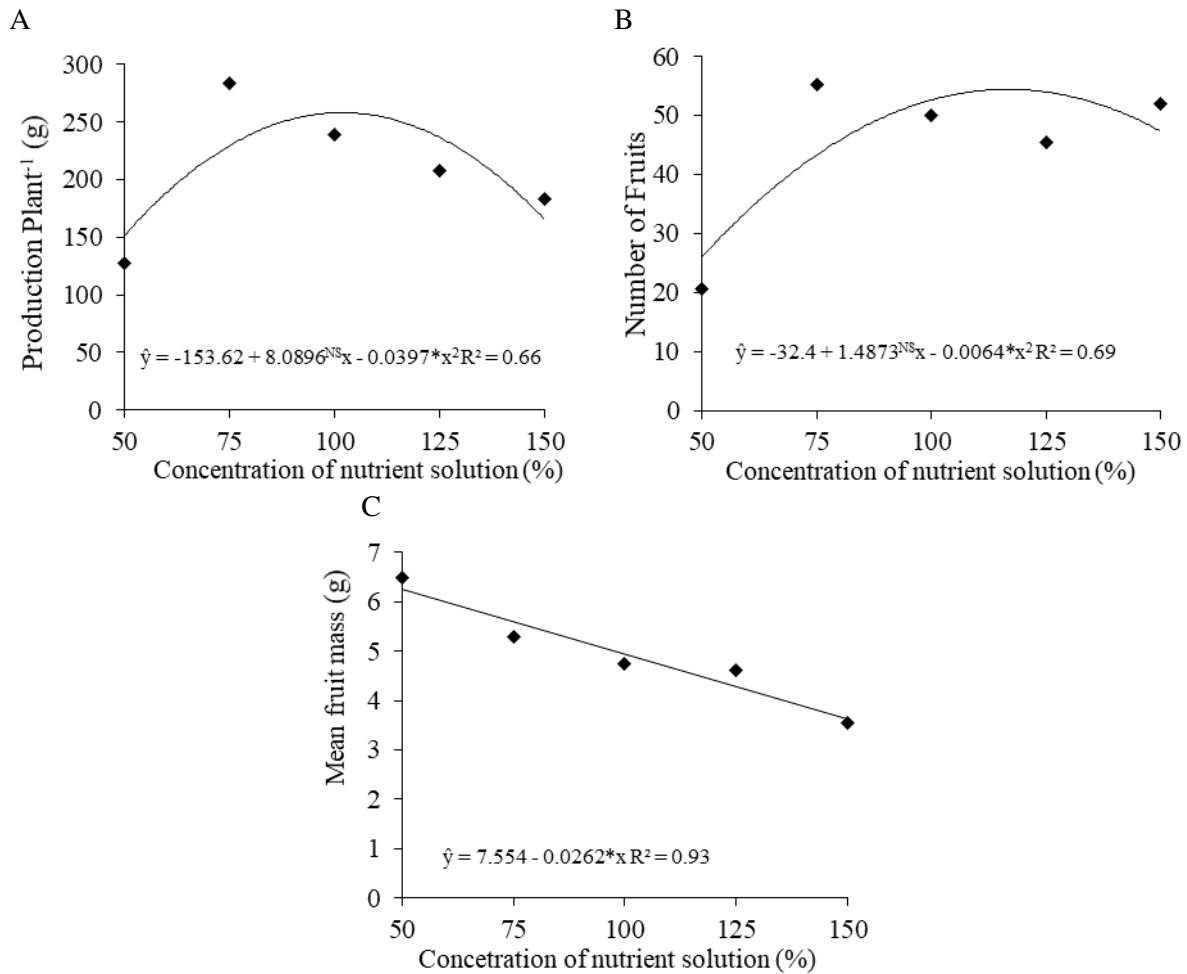 A
300
250
200
150
100
50
0
Production Plant⁻¹ (g)
ŷ = -153.62 + 8.0896ᴺˢx - 0.0397*x² R² = 0.66
50 75 100 125 150
Concentration of nutrient solution (%)
B
60
50
40
30
20
10
0
Number of Fruits
ŷ = -32.4 + 1.4873ᴺˢx - 0.0064*x² R² = 0.69
50 75 100 125 150
Concentration of nutrient solution (%)
C
7
6
5
4
3
2
1
0
Mean fruit mass (g)
ŷ = 7.554 - 0.0262*x R² = 0.93
50 75 100 125 150
Concetration of nutrient solution (%)